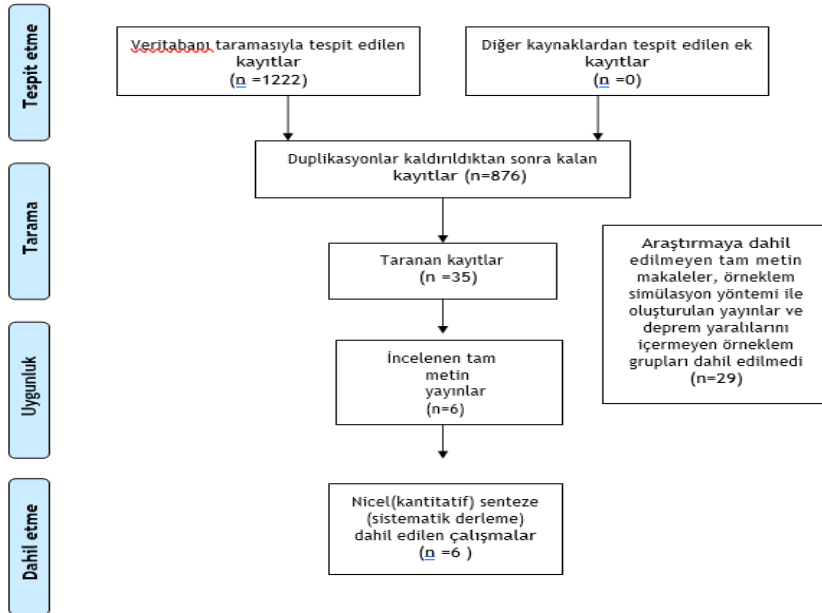 Tespit etme
Veritabanı taramasıyla tespit edilen
kayıtlar
(n =1222)
Diğer kaynaklardan tespit edilen ek
kayıtlar
(n =0)
Duplikasyonlar kaldırıldıktan sonra kalan
kayıtlar (n=876)
Tarama
Taranan kayıtlar
(n =35)
Araştırmaya dahil
edilmeyen tam metin
makaleler, örneklem
simülasyon yöntemi ile
oluşturulan yayınlar ve
deprem yaralılarını
içermeyen örneklem
grupları dahil edilmedi
(n=29)
Uygunluk
İncelenen tam
metin
yayınlar
(n=6)
Dahil etme
Nicel(kantitatif) senteze
(sistematik derleme)
dahil edilen çalışmalar
(n =6 )